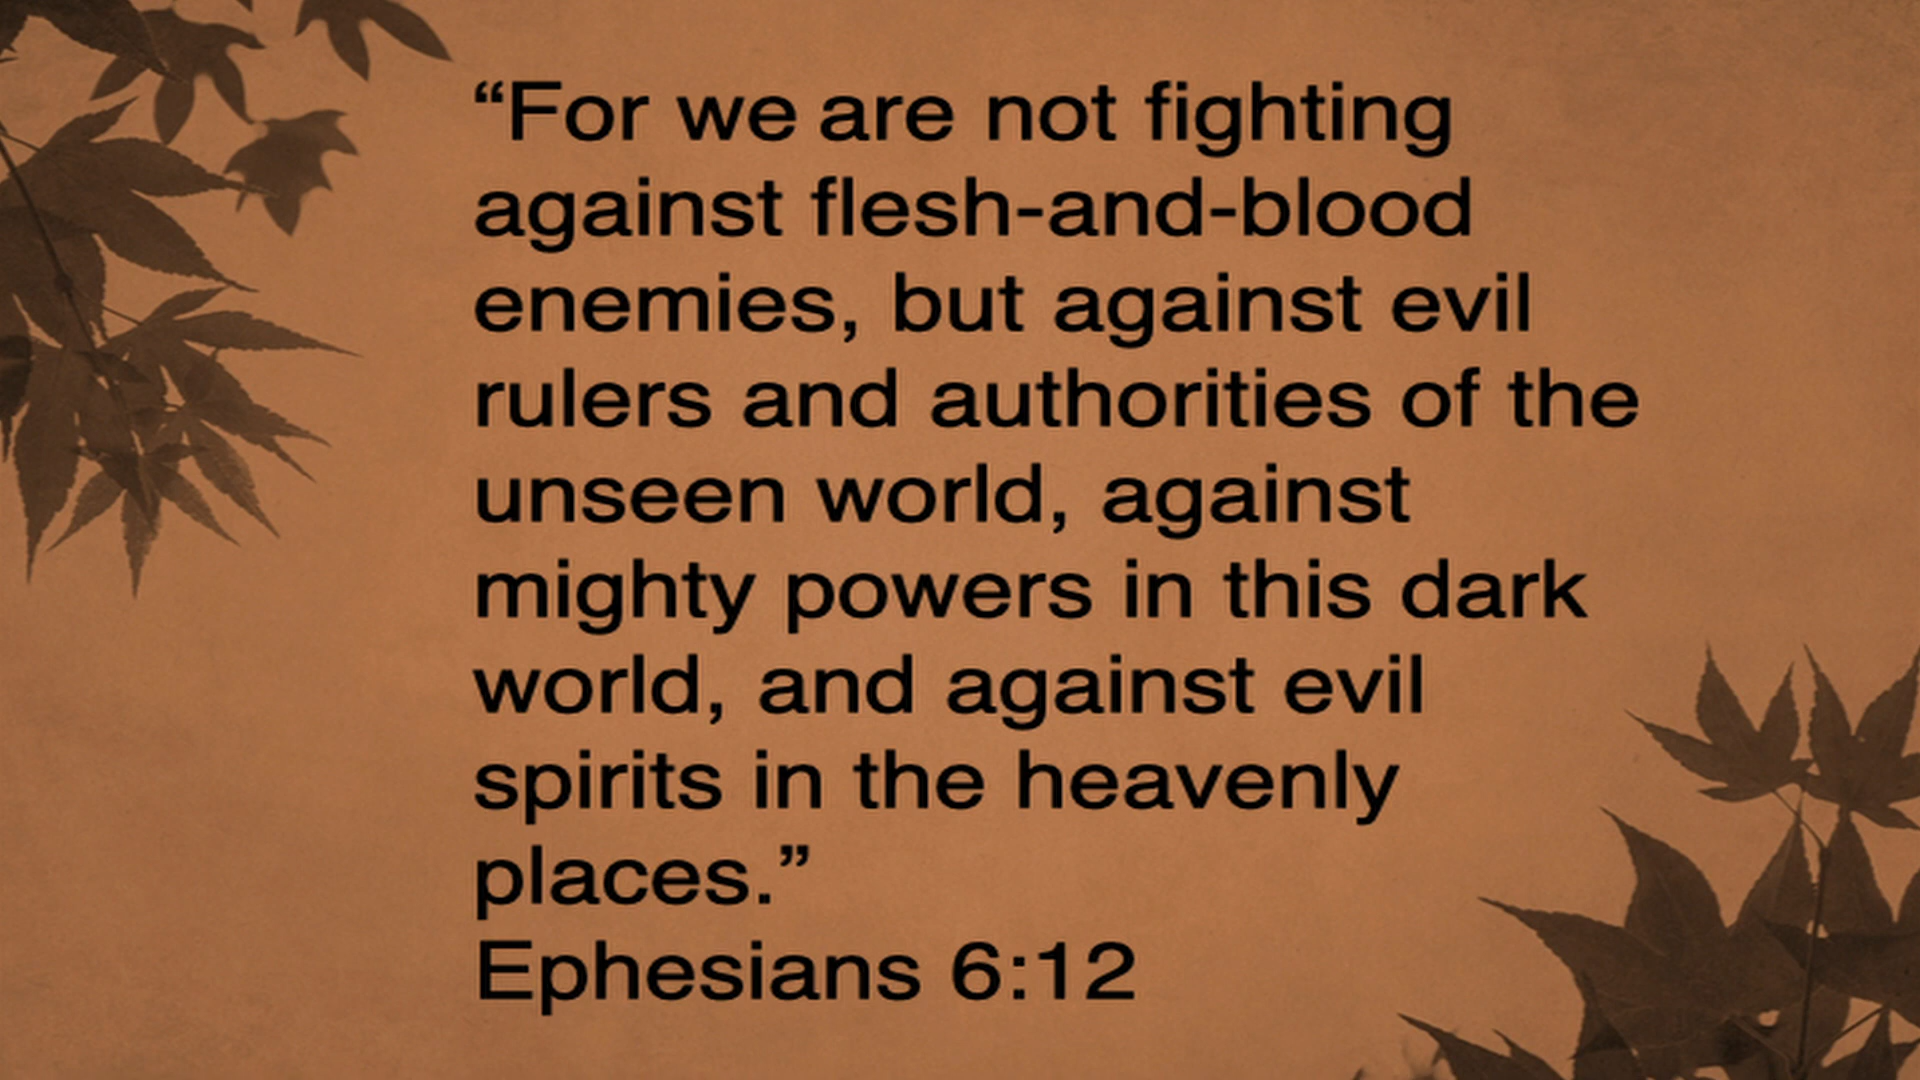 “For we are not fighting
against flesh-and-blood
enemies, but against evil
rulers and authorities of the
unseen world, against
mighty powers in this dark
world, and against evil
spirits in the heavenly
places.”
Ephesians 6:12